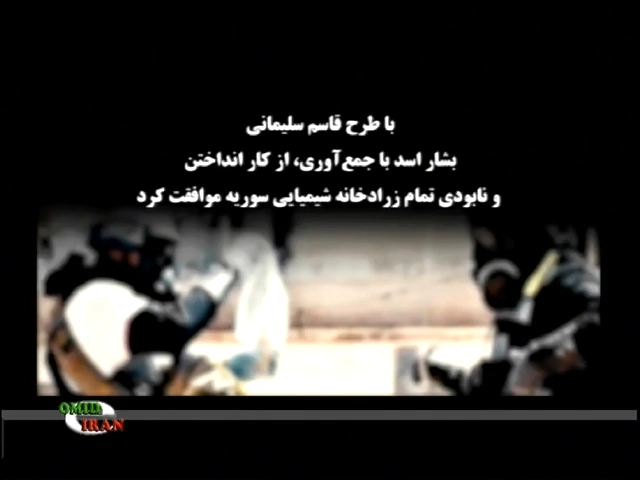 با طرح قاسم سلیمانی
بشار اسد با جمع‌آوری، از کار انداختن
و نابودی تمام زرادخانه شیمیایی سوریه موافقت کرد
OMID
IRAN